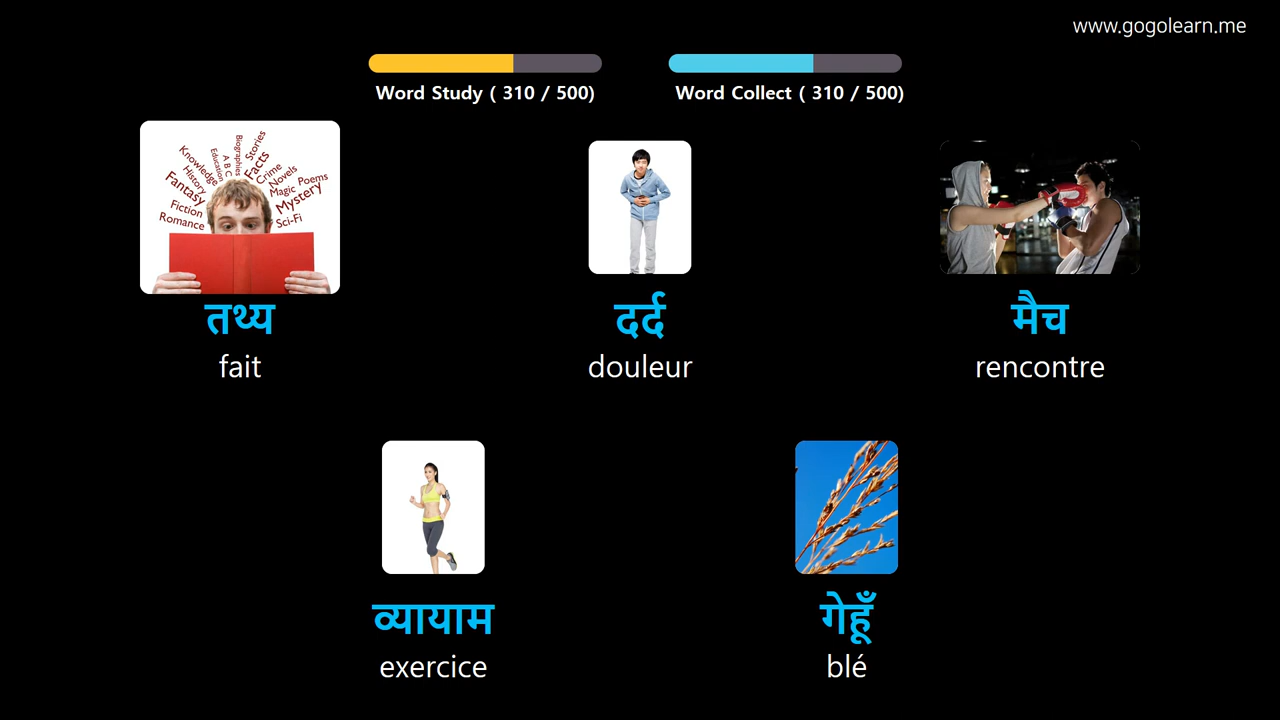 www.gogolearn.me
Word Study ( 310 / 500)
Word Collect ( 310 / 500)
Knowledge
History
Fantasy
Fiction
Romance
Education
A B C
Biographies
Stories
Facts
Crime
Novels
Magic
Poems
Mystery
Sci-Fi
तथ्य
fait
दर्द
douleur
मैच
rencontre
व्यायाम
exercice
गेहूँ
blé